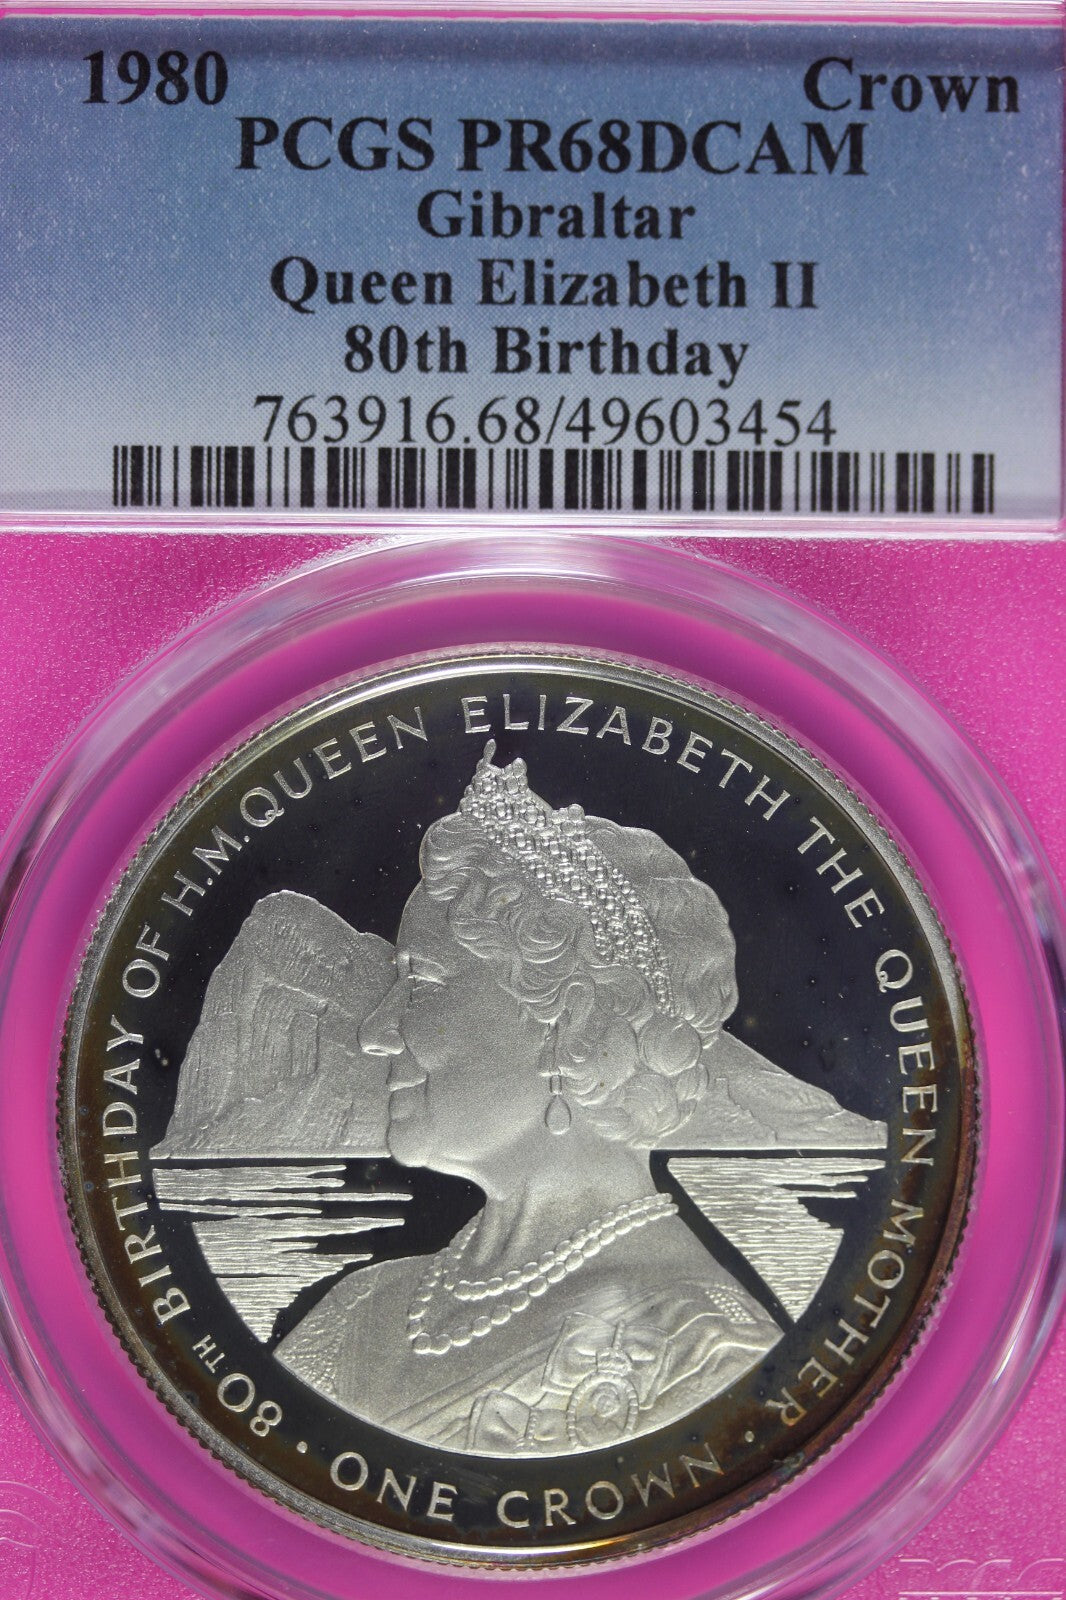 1980 Crown
PCGS PR68DCAM
Gibraltar
Queen Elizabeth II
80th Birthday
763916.68/49603454
80TH BIRTHDAY OF H.M. QUEEN ELIZABETH THE QUEEN MOTHER
· ONE CROWN ·
PCGS